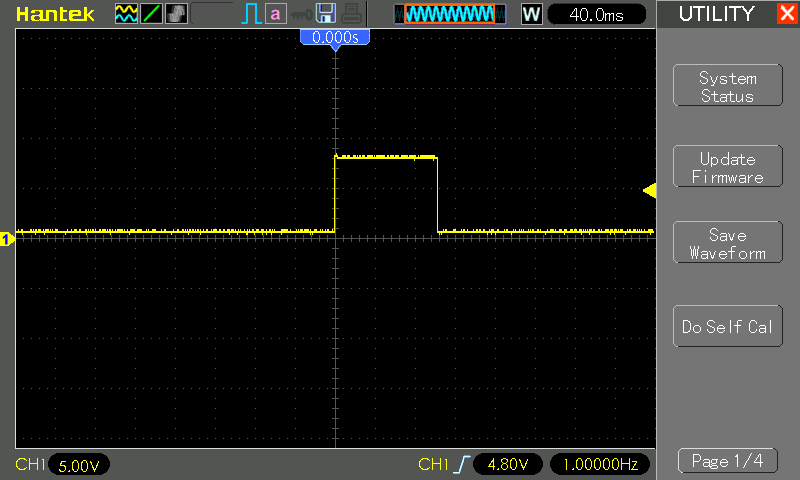 Hantek
a
W
40.0ms
UTILITY
X
0.000s
System
Status
Update
Firmware
Save
Waveform
Do Self Cal
Page 1/4
1
CH1
5.00V
CH1
4.80V
1.00000Hz